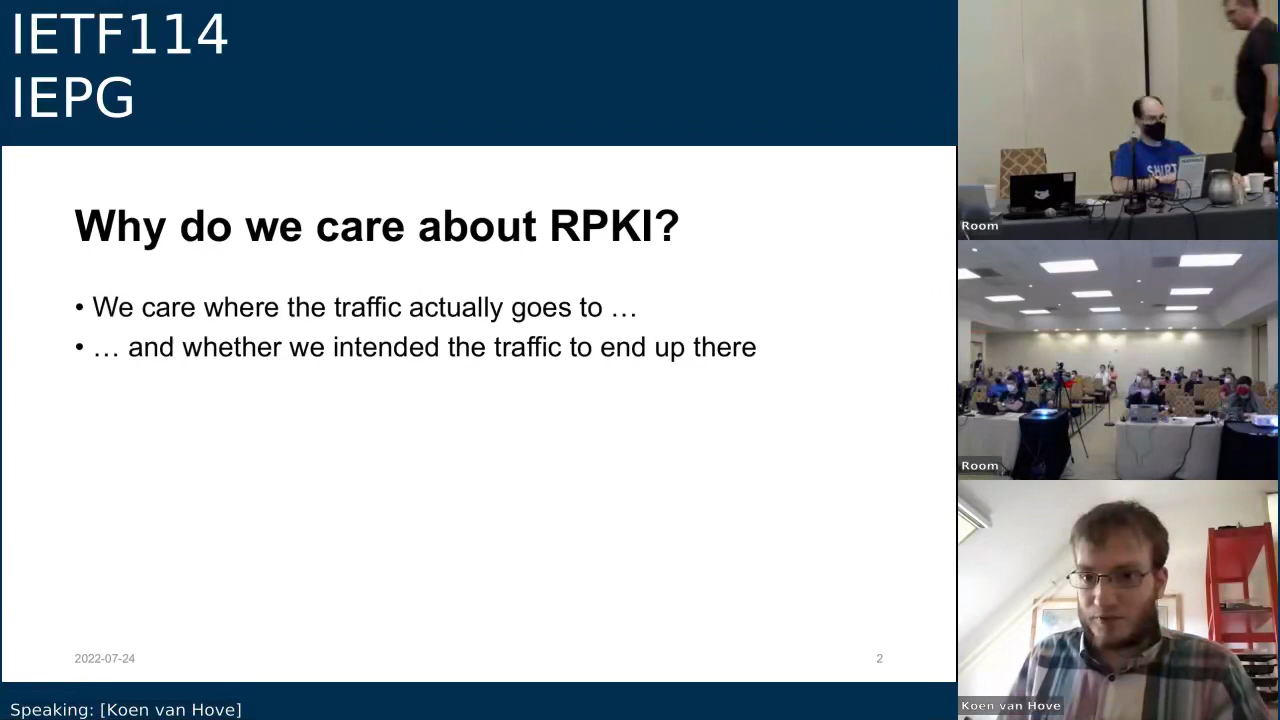 IETF114
IEPG
Why do we care about RPKI?
• We care where the traffic actually goes to …
• … and whether we intended the traffic to end up there
2022-07-24
2
Speaking: [Koen van Hove]
SHIRT
Room
Room
Koen van Hove